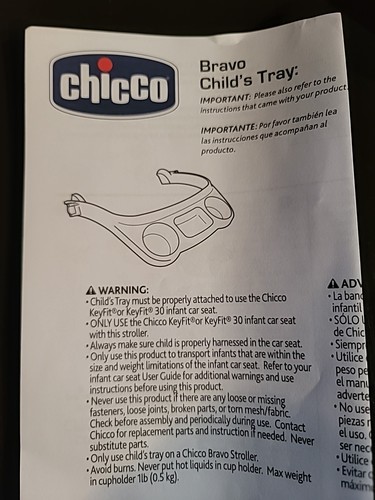 chicco
Bravo
Child's Tray:
IMPORTANT: Please also refer to the
instructions that came with your product.
IMPORTANTE: Por favor también lea
las instrucciones que acompañan al
producto.
WARNING:
• Child's Tray must be properly attached to use the Chicco
KeyFit® or KeyFit® 30 infant car seat.
• ONLY USE the Chicco KeyFit® or KeyFit® 30 infant car seat
with this stroller.
• Always make sure child is properly harnessed in the car seat.
• Only use this product to transport infants that are within the
size and weight limitations of the infant car seat. Refer to your
infant car seat User Guide for additional warnings and use
instructions before using this product.
• Never use this product if there are any loose or missing
fasteners, loose joints, broken parts, or torn mesh/fabric.
Check before assembly and periodically during use. Contact
Chicco for replacement parts and instruction if needed. Never
substitute parts.
• Only use child's tray on a Chicco Bravo Stroller.
• Avoid burns. Never put hot liquids in cup holder. Max weight
in cupholder 1lb (0.5 kg).
ADV
• La band
infantil
• SÓLO U
de Chic
• Siempr
• Utilice
peso pe
el manu
adverte
• No use
piezas r
el uso.
ser nec
• Utilice
• Evitar
máxim